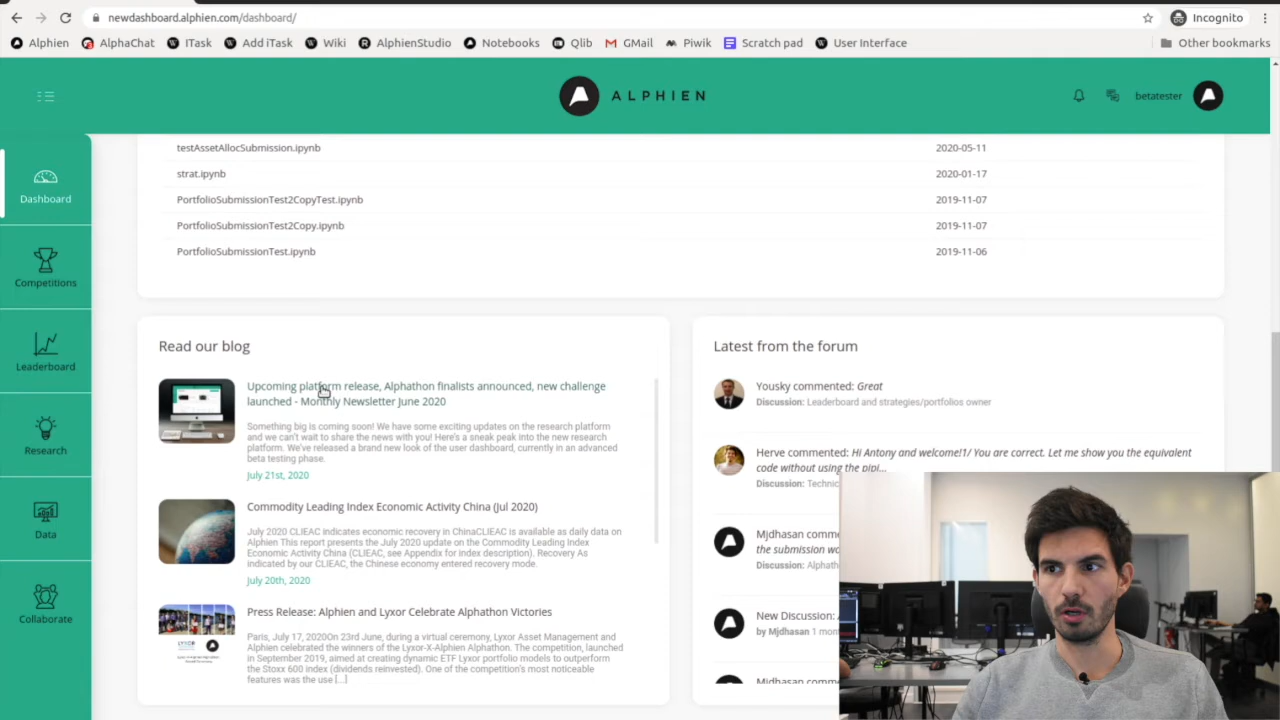 newdashboard.alphien.com/dashboard/
Incognito
Alphien
AlphaChat
ITask
Add iTask
Wiki
AlphienStudio
Notebooks
Qlib
GMail
Piwik
Scratch pad
User Interface
Other bookmarks
ALPHIEN
betatester
Dashboard
Competitions
Leaderboard
Research
Data
Collaborate
testAssetAllocSubmission.ipynb 2020-05-11
strat.ipynb 2020-01-17
PortfolioSubmissionTest2CopyTest.ipynb 2019-11-07
PortfolioSubmissionTest2Copy.ipynb 2019-11-07
PortfolioSubmissionTest.ipynb 2019-11-06
Read our blog
Upcoming platform release, Alphathon finalists announced, new challenge
launched - Monthly Newsletter June 2020
Something big is coming soon! We have some exciting updates on the research platform
and we can't wait to share the news with you! Here's a sneak peak into the new research
platform. We've released a brand new look of the user dashboard, currently in an advanced
beta testing phase.
July 21st, 2020
Commodity Leading Index Economic Activity China (Jul 2020)
July 2020 CLIEAC indicates economic recovery in ChinaCLIEAC is available as daily data on
Alphien This report presents the July 2020 update on the Commodity Leading Index
Economic Activity China (CLIEAC, see Appendix for index description). Recovery As
indicated by our CLIEAC, the Chinese economy entered recovery mode.
July 20th, 2020
Press Release: Alphien and Lyxor Celebrate Alphathon Victories
LYXOR
Paris, July 17, 2020On 23rd June, during a virtual ceremony, Lyxor Asset Management and
Alphien celebrated the winners of the Lyxor-X-Alphien Alphathon. The competition, launched
in September 2019, aimed at creating dynamic ETF Lyxor portfolio models to outperform
the Stoxx 600 index (dividends reinvested). One of the competition's most noticeable
features was the use [...]
Latest from the forum
Yousky commented: Great
Discussion: Leaderboard and strategies/portfolios owner
Herve commented: Hi Antony and welcome!1/ You are correct. Let me show you the equivalent
code without using the pipi...
Discussion:
Mjdhasan
the submission
Discussion:
New Discussion:
by Mjdhasan 1
Mjdhasan